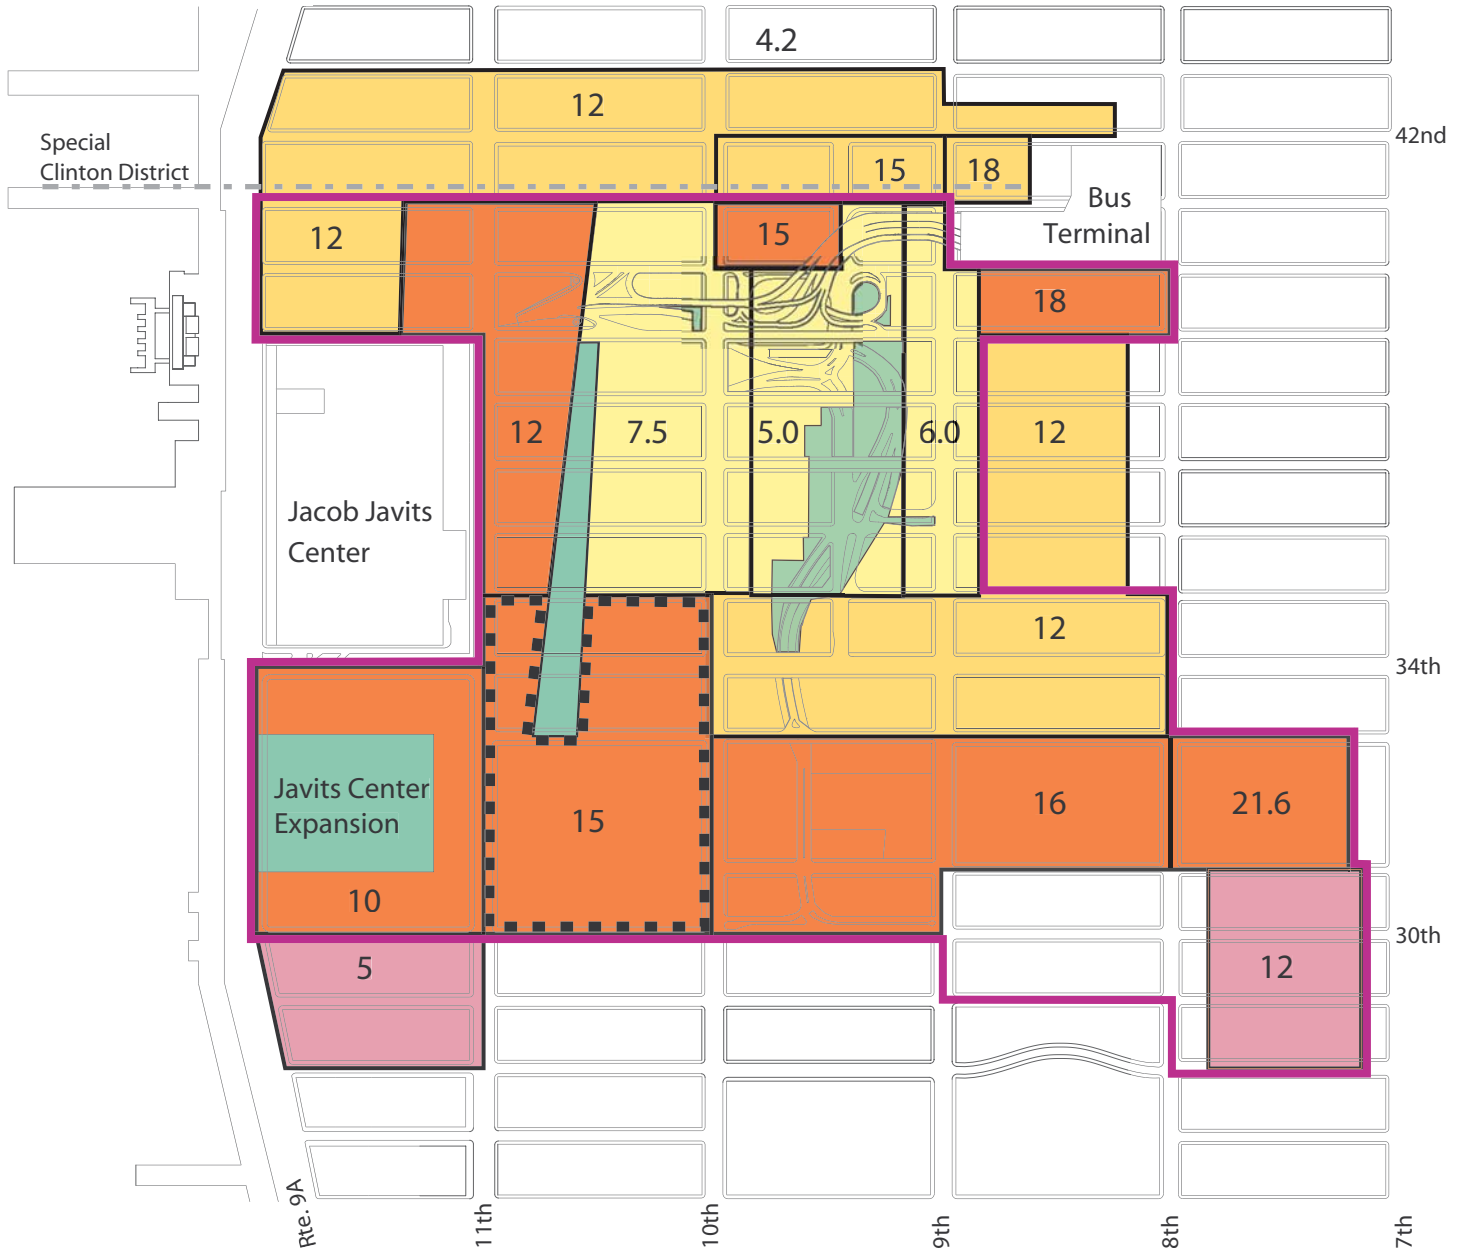 4.2
12
42nd
Special
Clinton District
15
18
Bus
Terminal
12
15
18
12
7.5
5.0
6.0
12
Jacob Javits
Center
12
34th
Javits Center
Expansion
15
16
21.6
10
30th
5
12
Rte. 9A
11th
10th
9th
8th
7th